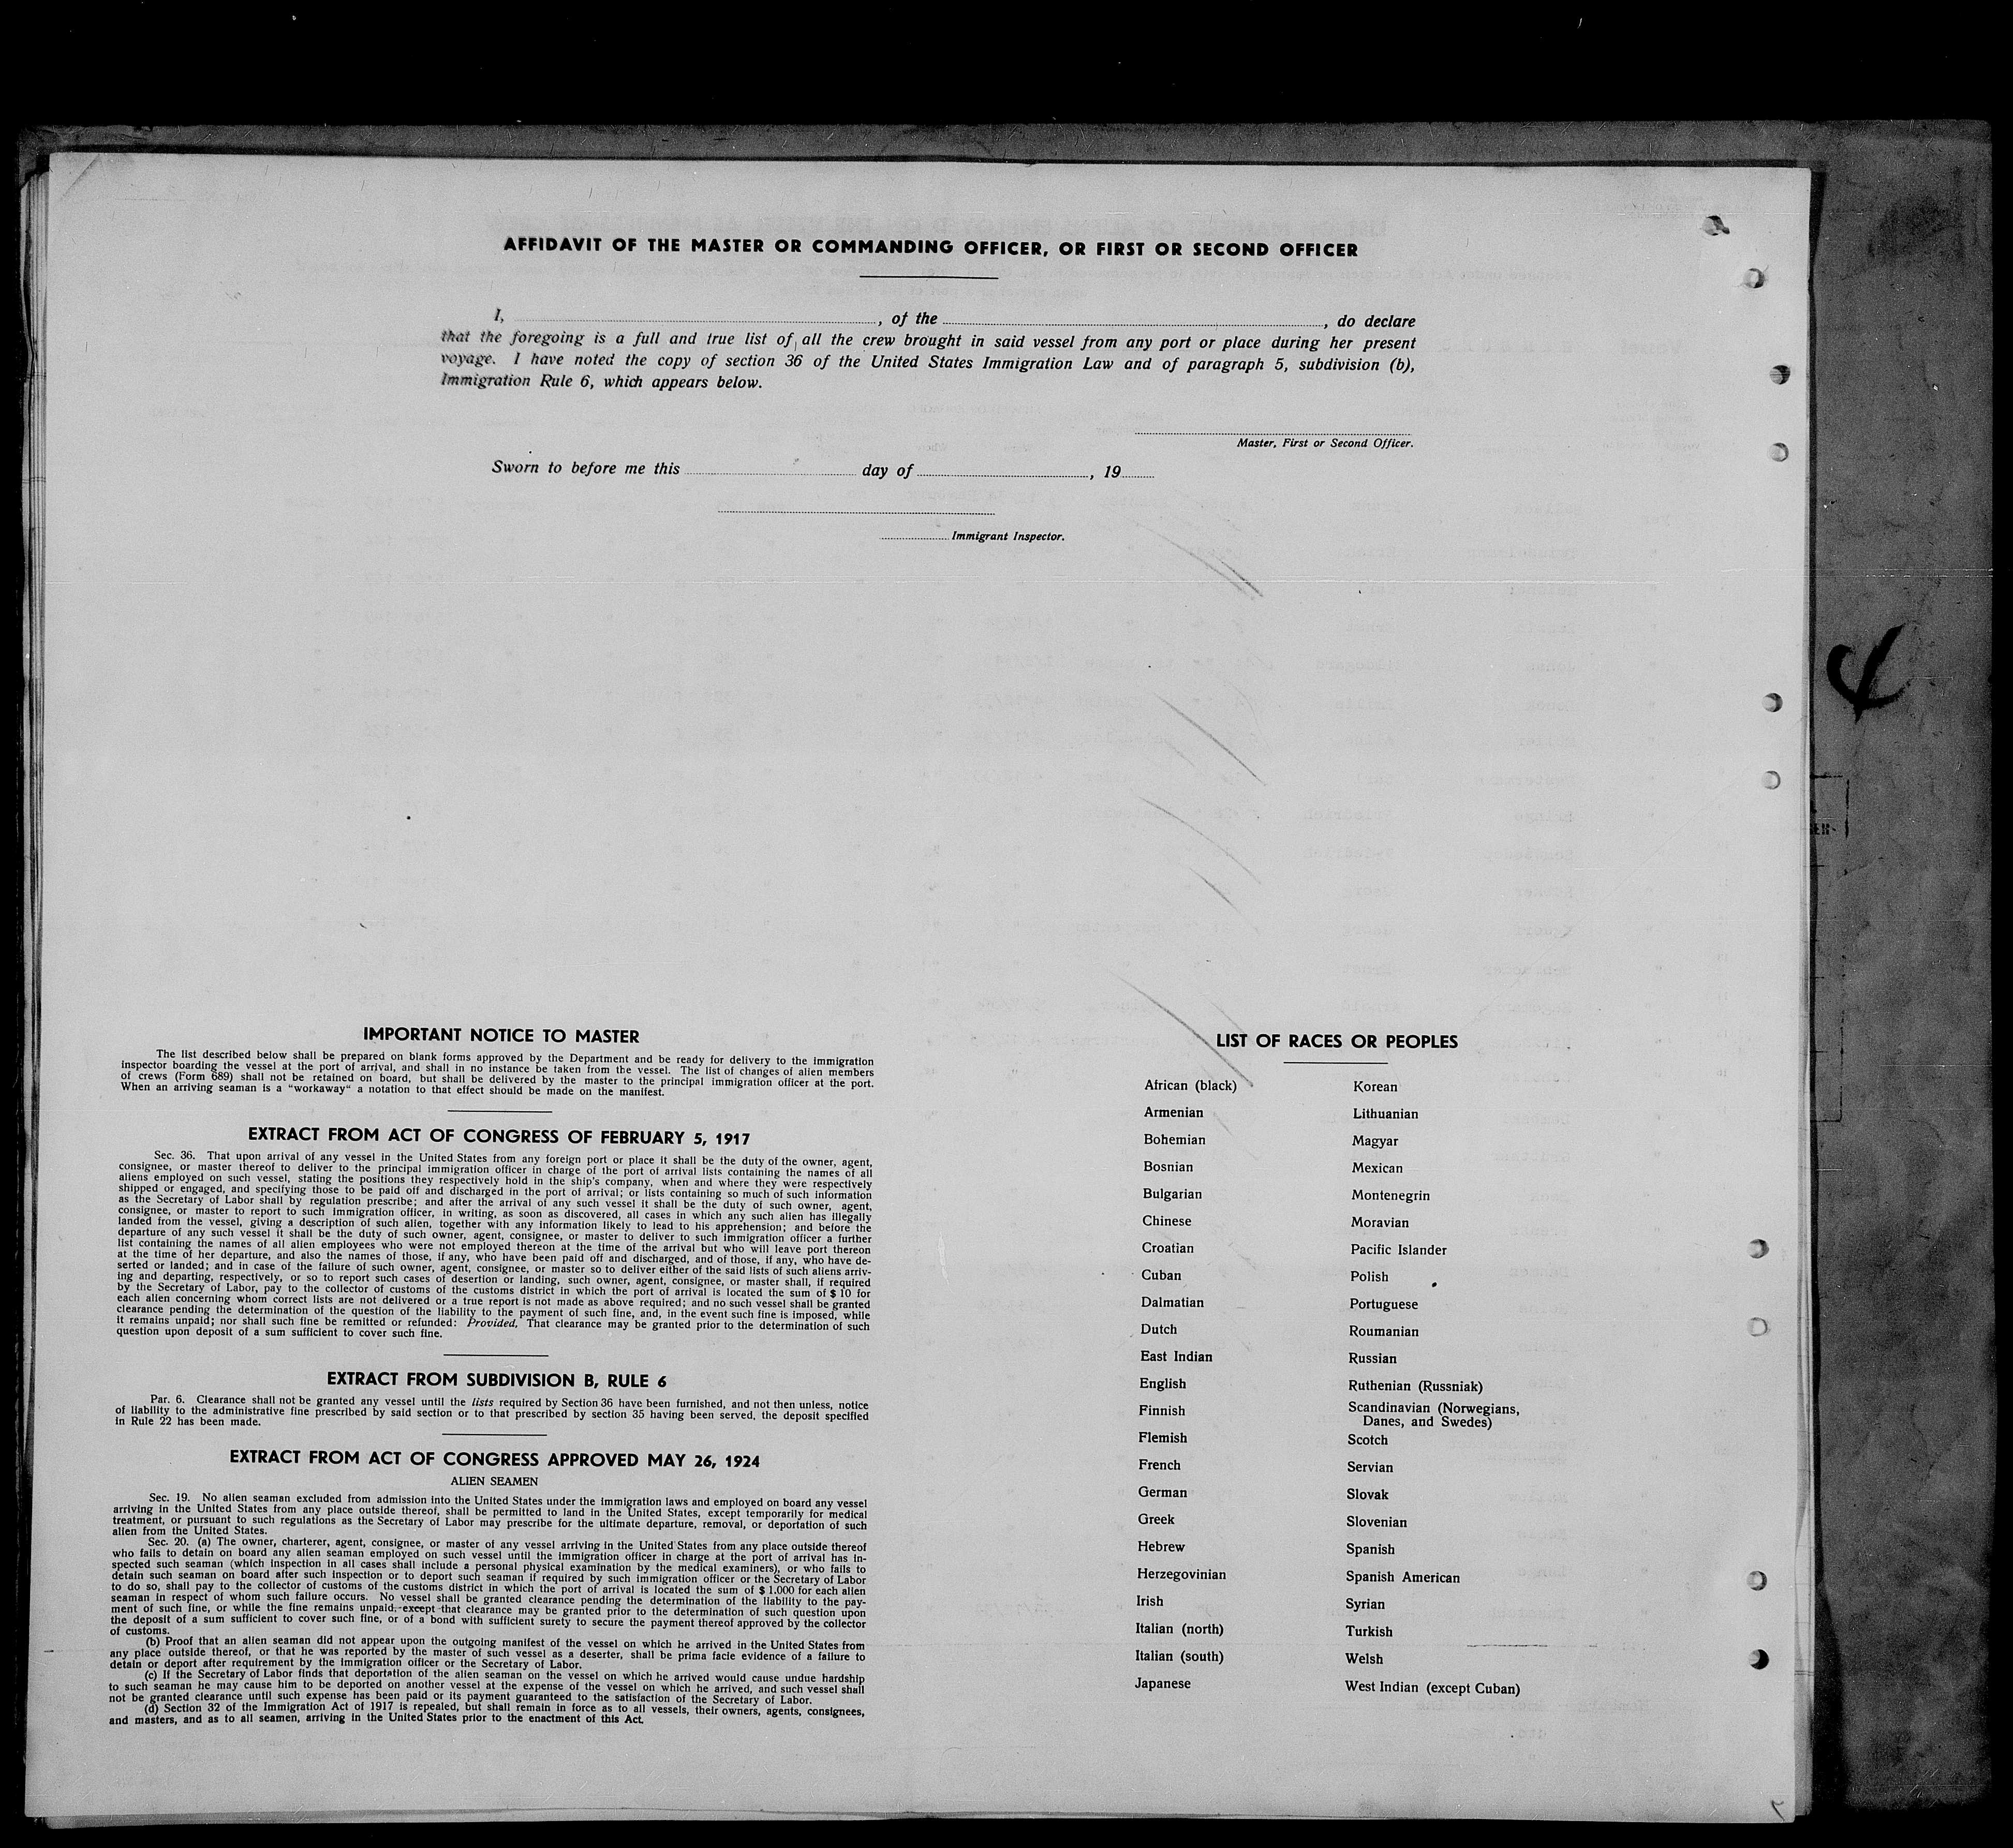 AFFIDAVIT OF THE MASTER OR COMMANDING OFFICER, OR FIRST OR SECOND OFFICER
I, , of the , do declare
that the foregoing is a full and true list of all the crew brought in said vessel from any port or place during her present
voyage. I have noted the copy of section 36 of the United States Immigration Law and of paragraph 5, subdivision (b),
Immigration Rule 6, which appears below.
Master, First or Second Officer.
Sworn to before me this day of , 19
Immigrant Inspector.
IMPORTANT NOTICE TO MASTER
The list described below shall be prepared on blank forms approved by the Department and be ready for delivery to the immigration
inspector boarding the vessel at the port of arrival, and shall in no instance be taken from the vessel. The list of changes of alien members
of crews (Form 689) shall not be retained on board, but shall be delivered by the master to the principal immigration officer at the port.
When an arriving seaman is a "workaway" a notation to that effect should be made on the manifest.
EXTRACT FROM ACT OF CONGRESS OF FEBRUARY 5, 1917
Sec. 36. That upon arrival of any vessel in the United States from any foreign port or place it shall be the duty of the owner, agent,
consignee, or master thereof to deliver to the principal immigration officer in charge of the port of arrival lists containing the names of all
aliens employed on such vessel, stating the positions they respectively hold in the ship's company, when and where they were respectively
shipped or engaged, and specifying those to be paid off and discharged in the port of arrival; or lists containing so much of such information
as the Secretary of Labor shall by regulation prescribe; and after the arrival of any such vessel it shall be the duty of such owner, agent,
consignee, or master to report to such immigration officer, in writing, as soon as discovered, all cases in which any such alien has illegally
landed from the vessel, giving a description of such alien, together with any information likely to lead to his apprehension; and before the
departure of any such vessel it shall be the duty of such owner, agent, consignee, or master to deliver to such immigration officer a further
list containing the names of all alien employees who were not employed thereon at the time of the arrival but who will leave port thereon
at the time of her departure, and also the names of those, if any, who have been paid off and discharged, and of those, if any, who have de-
serted or landed; and in case of the failure of such owner, agent, consignee, or master so to deliver either of the said lists of such aliens arriv-
ing and departing, respectively, or so to report such cases of desertion or landing, such owner, agent, consignee, or master shall, if required
by the Secretary of Labor, pay to the collector of customs of the customs district in which the port of arrival is located the sum of $ 10 for
each alien concerning whom correct lists are not delivered or a true report is not made as above required; and no such vessel shall be granted
clearance pending the determination of the question of the liability to the payment of such fine, and, in the event such fine is imposed, while
it remains unpaid; nor shall such fine be remitted or refunded: Provided, That clearance may be granted prior to the determination of such
question upon deposit of a sum sufficient to cover such fine.
EXTRACT FROM SUBDIVISION B, RULE 6
Par. 6. Clearance shall not be granted any vessel until the lists required by Section 36 have been furnished, and not then unless, notice
of liability to the administrative fine prescribed by said section or to that prescribed by section 35 having been served, the deposit specified
in Rule 22 has been made.
EXTRACT FROM ACT OF CONGRESS APPROVED MAY 26, 1924
ALIEN SEAMEN
Sec. 19. No alien seaman excluded from admission into the United States under the immigration laws and employed on board any vessel
arriving in the United States from any place outside thereof, shall be permitted to land in the United States, except temporarily for medical
treatment, or pursuant to such regulations as the Secretary of Labor may prescribe for the ultimate departure, removal, or deportation of such
alien from the United States.
Sec. 20. (a) The owner, charterer, agent, consignee, or master of any vessel arriving in the United States from any place outside thereof
who fails to detain on board any alien seaman employed on such vessel until the immigration officer in charge at the port of arrival has in-
spected such seaman (which inspection in all cases shall include a personal physical examination by the medical examiners), or who fails to
detain such seaman on board after such inspection or to deport such seaman if required by such immigration officer or the Secretary of Labor
to do so, shall pay to the collector of customs of the customs district in which the port of arrival is located the sum of $ 1.000 for each alien
seaman in respect of whom such failure occurs. No vessel shall be granted clearance pending the determination of the liability to the pay-
ment of such fine, or while the fine remains unpaid, except that clearance may be granted prior to the determination of such question upon
the deposit of a sum sufficient to cover such fine, or of a bond with sufficient surety to secure the payment thereof approved by the collector
of customs.
(b) Proof that an alien seaman did not appear upon the outgoing manifest of the vessel on which he arrived in the United States from
any place outside thereof, or that he was reported by the master of such vessel as a deserter, shall be prima facie evidence of a failure to
detain or deport after requirement by the immigration officer or the Secretary of Labor.
(c) If the Secretary of Labor finds that deportation of the alien seaman on the vessel on which he arrived would cause undue hardship
to such seaman he may cause him to be deported on another vessel at the expense of the vessel on which he arrived, and such vessel shall
not be granted clearance until such expense has been paid or its payment guaranteed to the satisfaction of the Secretary of Labor.
(d) Section 32 of the Immigration Act of 1917 is repealed, but shall remain in force as to all vessels, their owners, agents, consignees,
and masters, and as to all seamen, arriving in the United States prior to the enactment of this Act.
LIST OF RACES OR PEOPLES
African (black)
Armenian
Bohemian
Bosnian
Bulgarian
Chinese
Croatian
Cuban
Dalmatian
Dutch
East Indian
English
Finnish
Flemish
French
German
Greek
Hebrew
Herzegovinian
Irish
Italian (north)
Italian (south)
Japanese
Korean
Lithuanian
Magyar
Mexican
Montenegrin
Moravian
Pacific Islander
Polish
Portuguese
Roumanian
Russian
Ruthenian (Russniak)
Scandinavian (Norwegians,
Danes, and Swedes)
Scotch
Servian
Slovak
Slovenian
Spanish
Spanish American
Syrian
Turkish
Welsh
West Indian (except Cuban)